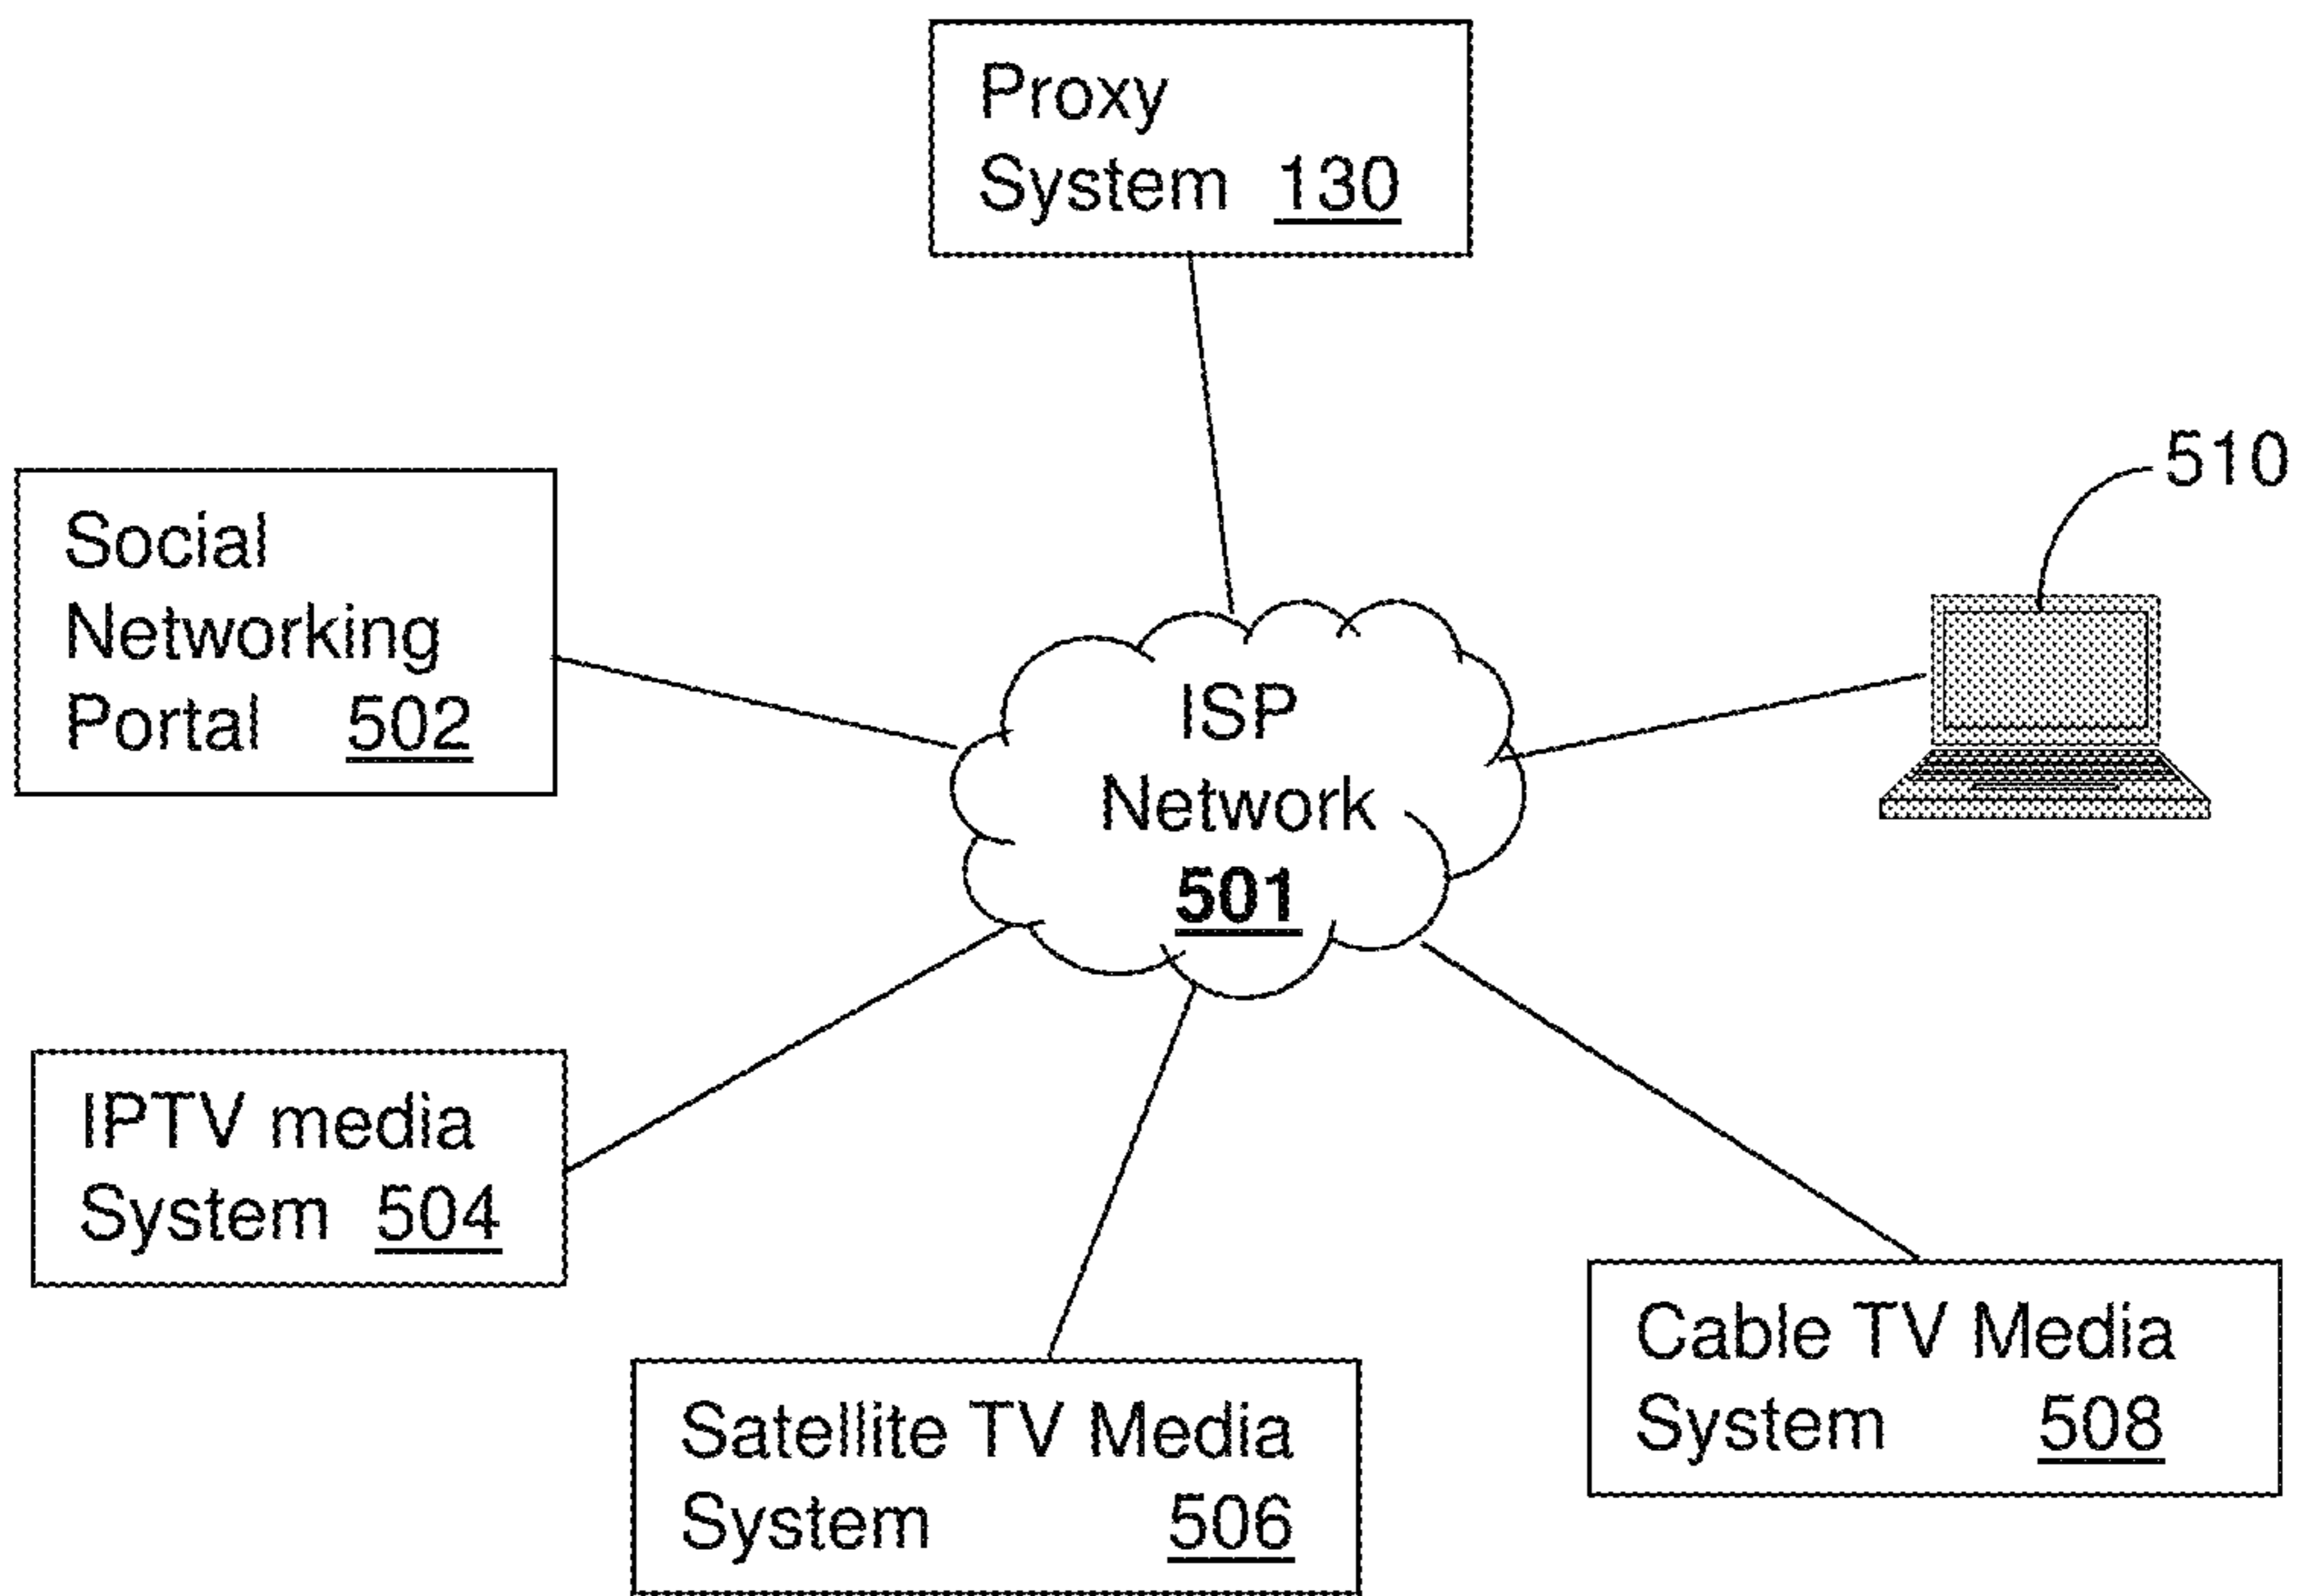 Proxy
System 130
510
Social
Networking
Portal 502
ISP
Network
501
IPTV media
System 504
Cable TV Media
System 508
Satellite TV Media
System 506